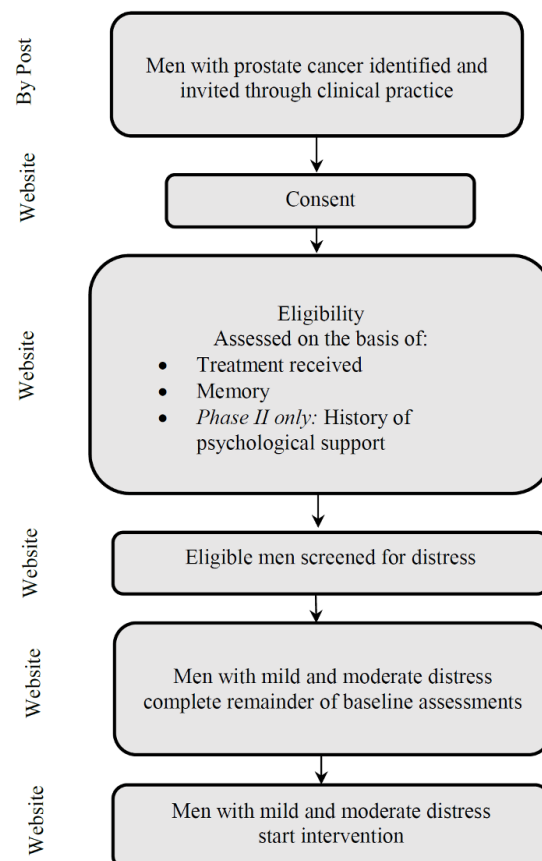 By Post
Men with prostate cancer identified and
invited through clinical practice
Website
Consent
Website
Eligibility
Assessed on the basis of:
• Treatment received
• Memory
• Phase II only: History of
psychological support
Website
Eligible men screened for distress
Website
Men with mild and moderate distress
complete remainder of baseline assessments
Website
Men with mild and moderate distress
start intervention